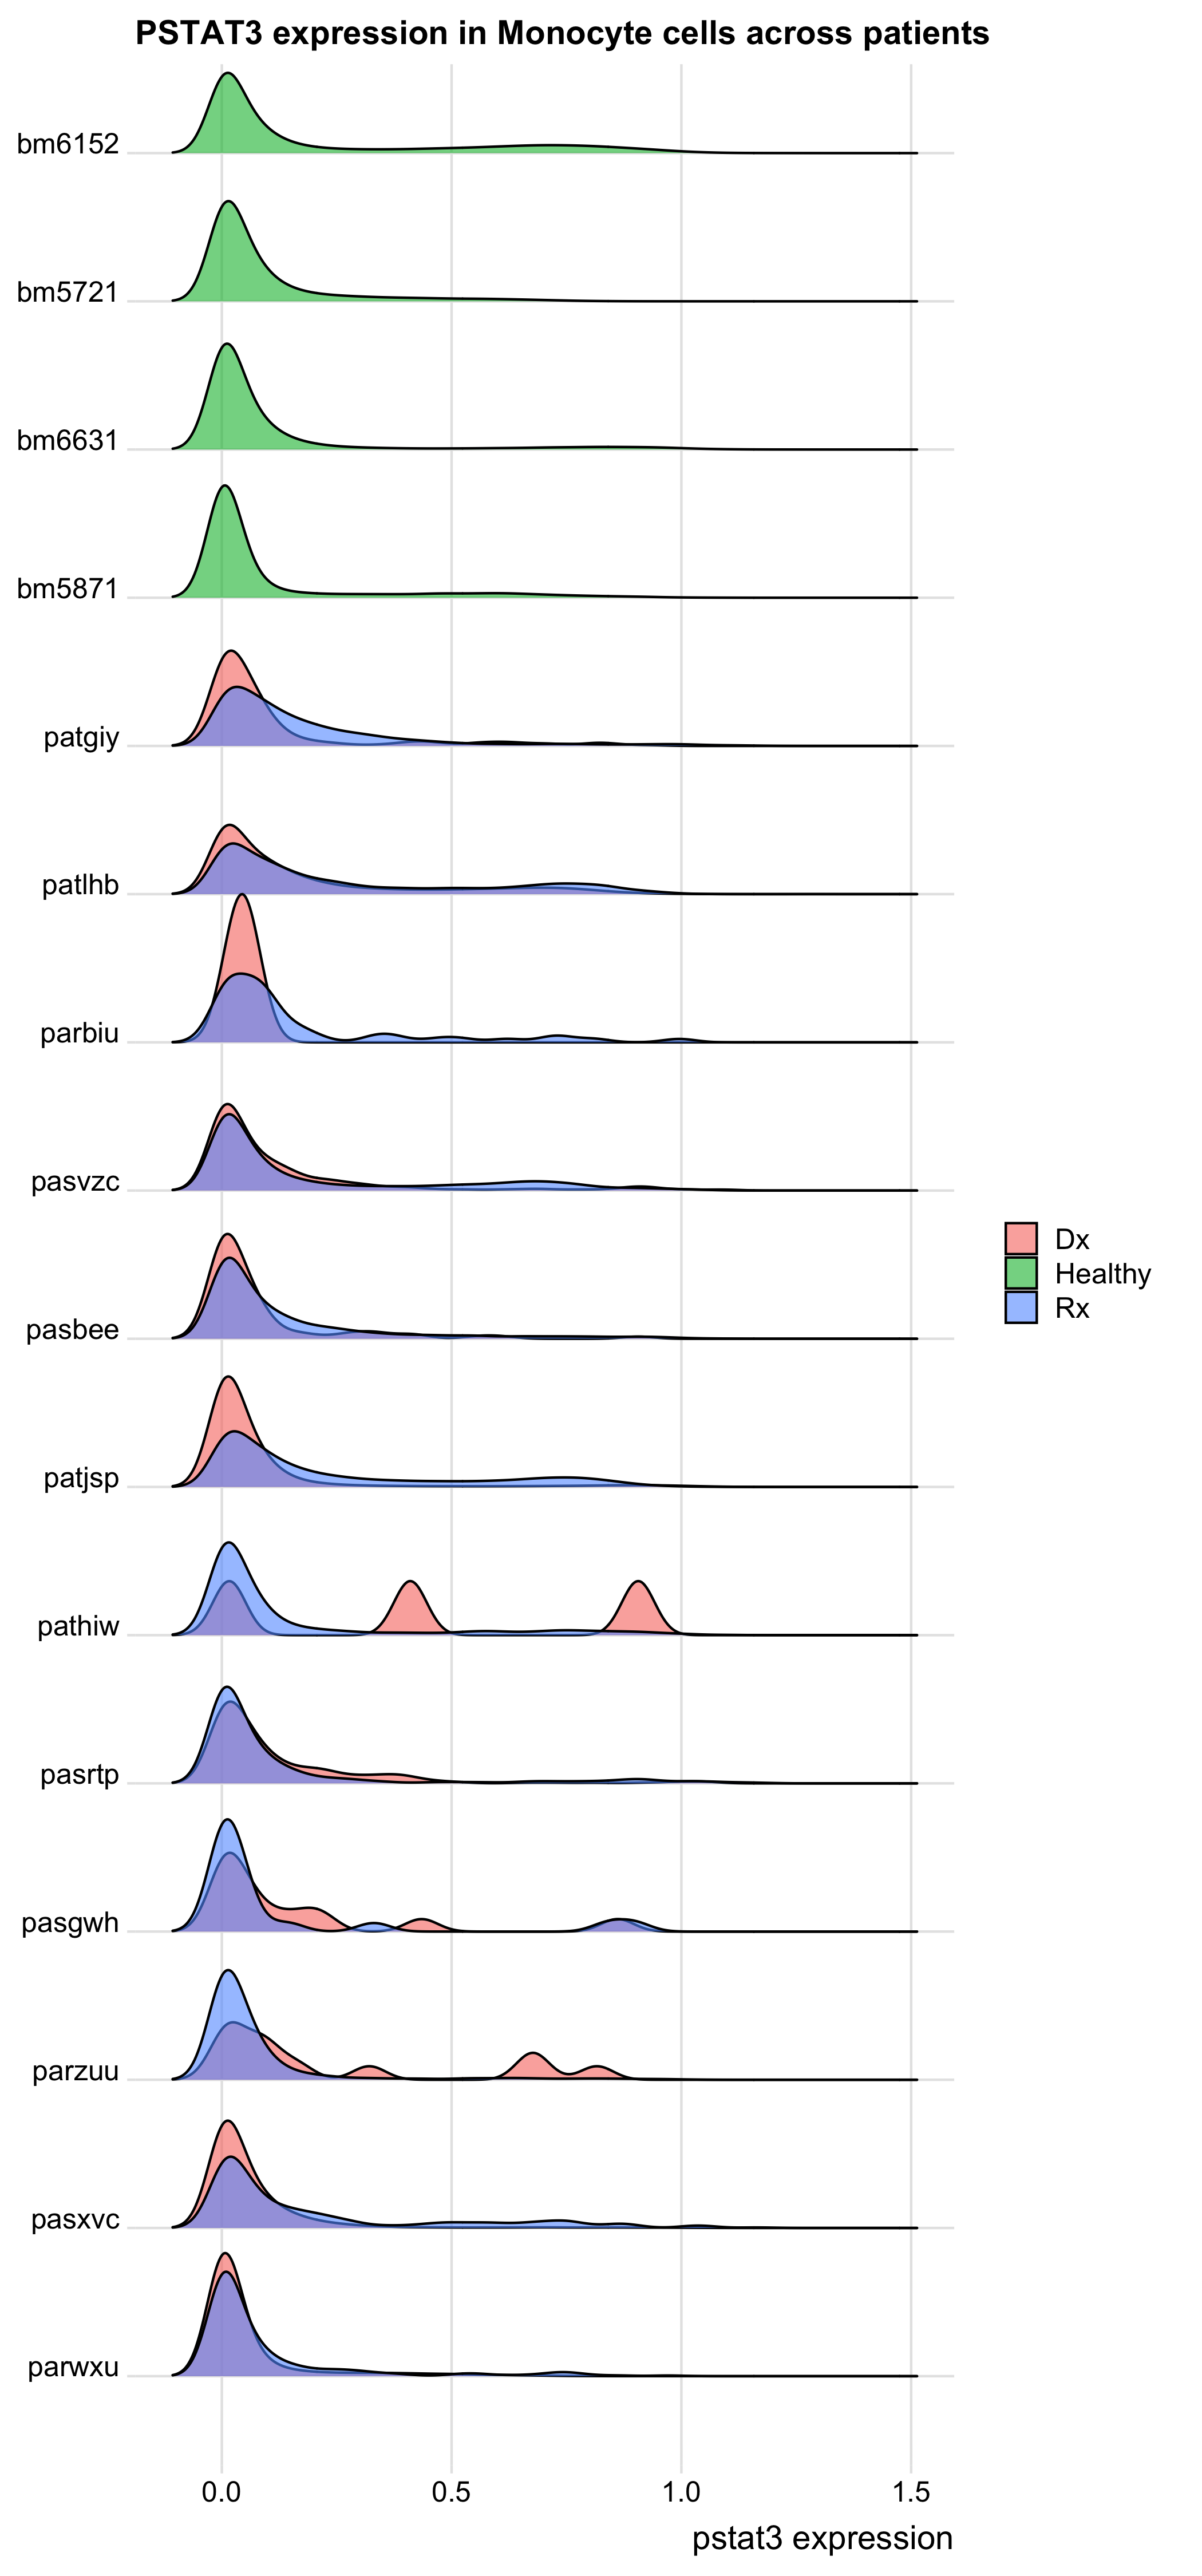 PSTAT3 expression in Monocyte cells across patients
bm6152
bm5721
bm6631
bm5871
patgiy
patlhb
parbiu
pasvzc
pasbee
patjsp
pathiw
pasrtp
pasgwh
parzuu
pasxvc
parwxu
Dx
Healthy
Rx
0.0 0.5 1.0 1.5
pstat3 expression